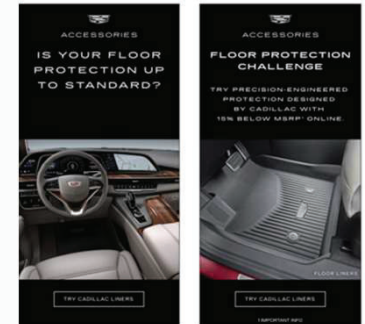 ACCESSORIES
IS YOUR FLOOR
PROTECTION UP
TO STANDARD?
TRY CADILLAC LINERS
ACCESSORIES
FLOOR PROTECTION
CHALLENGE
TRY PRECISION-ENGINEERED
PROTECTION DESIGNED
BY CADILLAC WITH
15% BELOW MSRP* ONLINE.
FLOOR LINERS
TRY CADILLAC LINERS
†IMPORTANT INFO